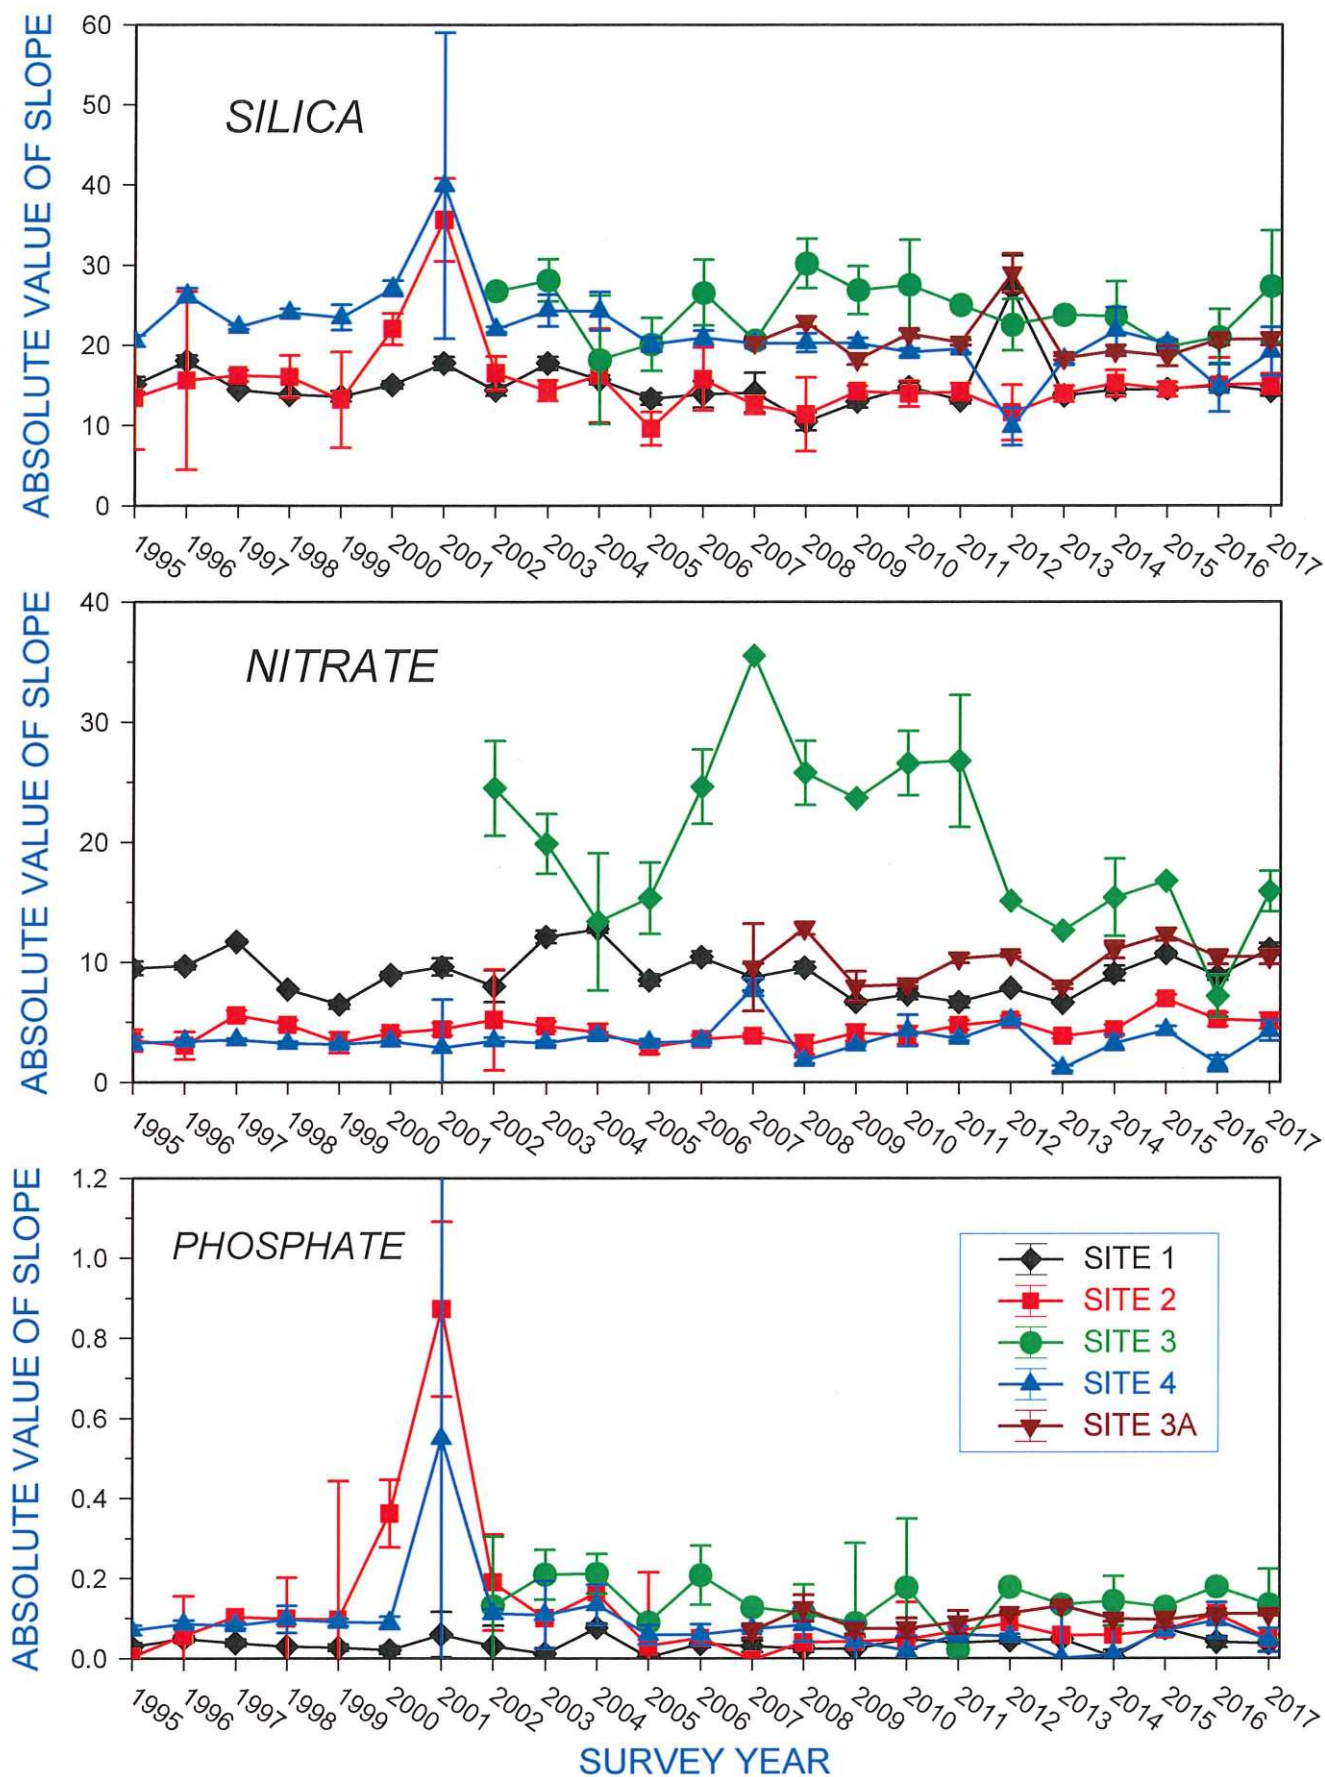 ABSOLUTE VALUE OF SLOPE
60
50
40
30
20
10
0
SILICA
1995 1996 1997 1998 1999 2000 2001 2002 2003 2004 2005 2006 2007 2008 2009 2010 2011 2012 2013 2014 2015 2016 2017
ABSOLUTE VALUE OF SLOPE
40
30
20
10
0
NITRATE
1995 1996 1997 1998 1999 2000 2001 2002 2003 2004 2005 2006 2007 2008 2009 2010 2011 2012 2013 2014 2015 2016 2017
ABSOLUTE VALUE OF SLOPE
1.2
1.0
0.8
0.6
0.4
0.2
0.0
PHOSPHATE
SITE 1
SITE 2
SITE 3
SITE 4
SITE 3A
1995 1996 1997 1998 1999 2000 2001 2002 2003 2004 2005 2006 2007 2008 2009 2010 2011 2012 2013 2014 2015 2016 2017
SURVEY YEAR